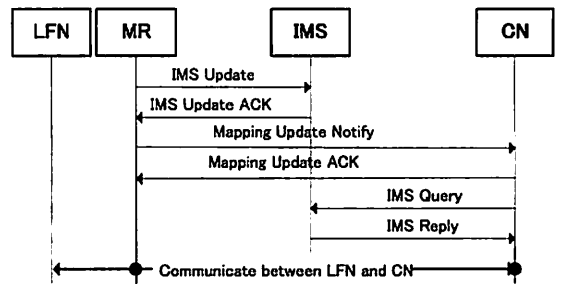 LFN MR IMS CN
IMS Update
IMS Update ACK
Mapping Update Notify
Mapping Update ACK
IMS Query
IMS Reply
Communicate between LFN and CN